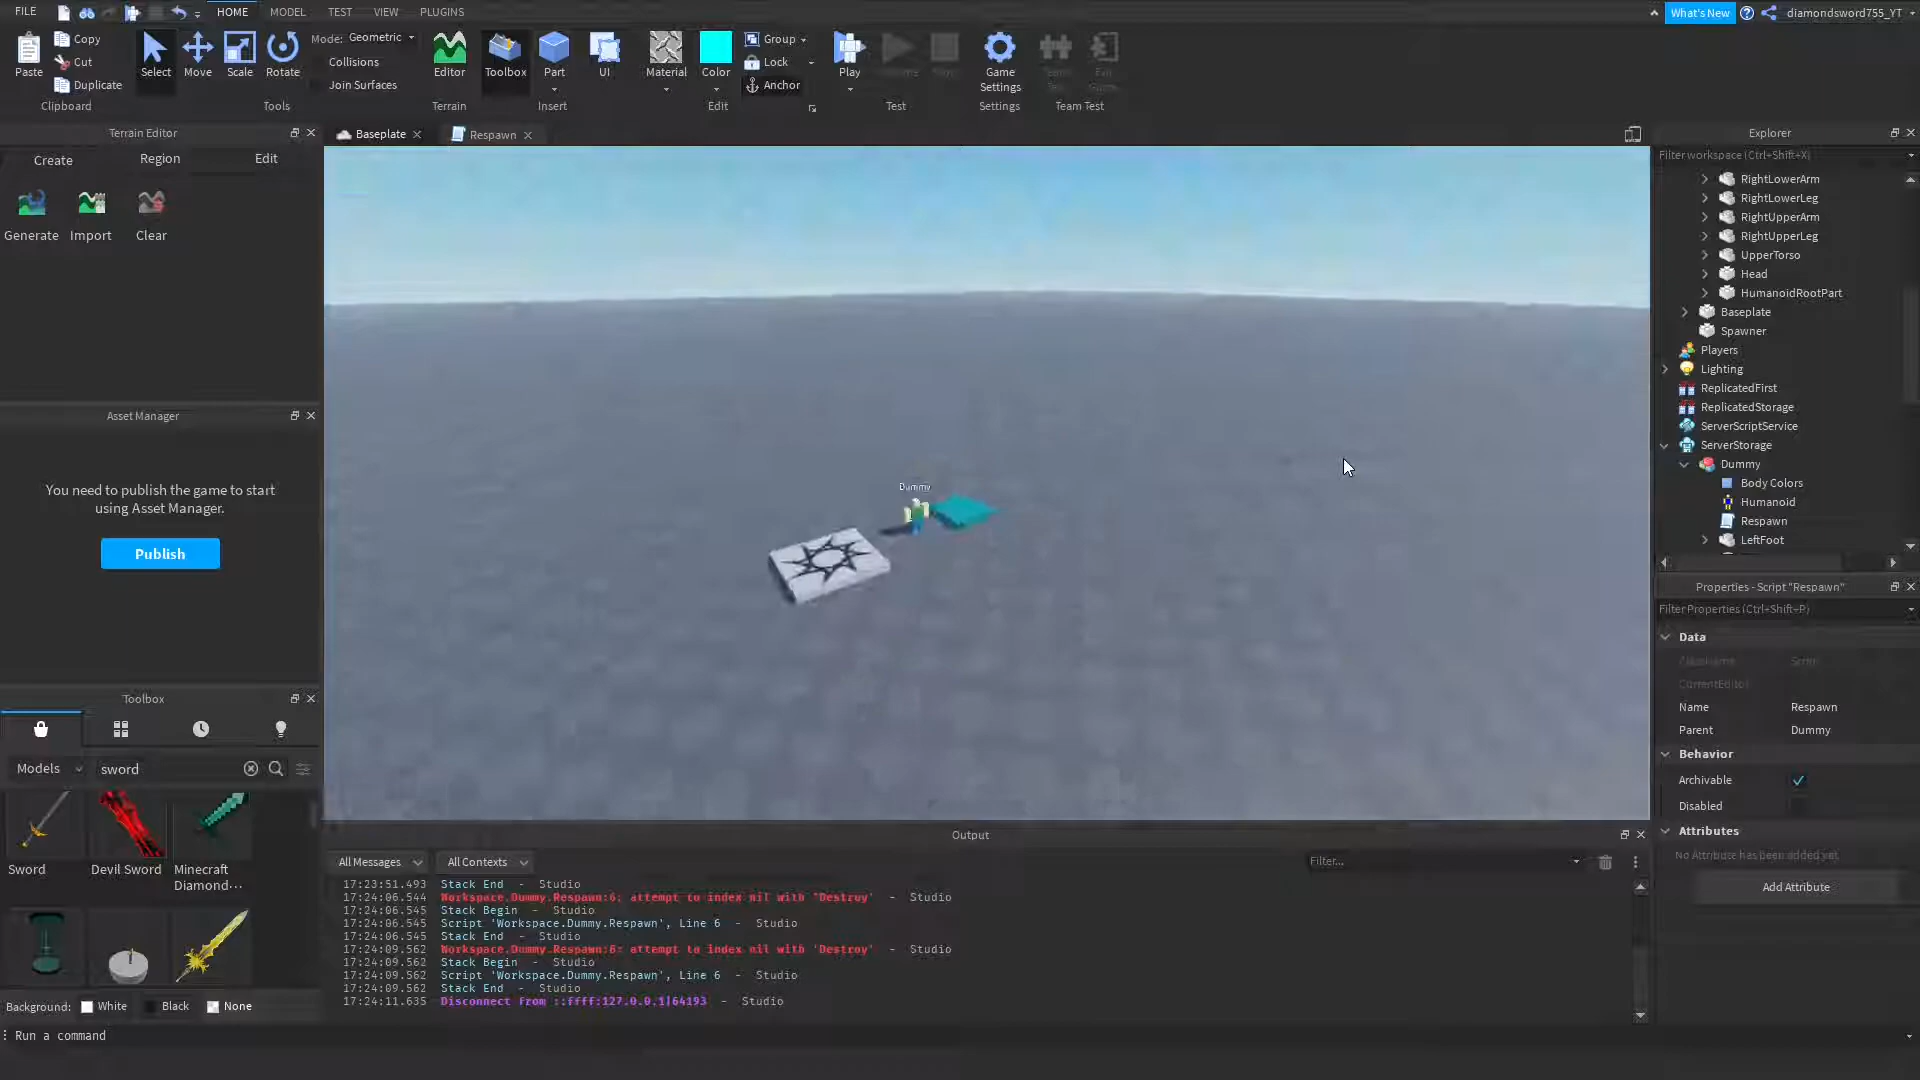 FILE
HOME
MODEL
TEST
VIEW
PLUGINS
What's New
diamondsword755_YT
Paste
Copy
Cut
Duplicate
Clipboard
Select
Move
Scale
Rotate
Mode: Geometric
Collisions
Join Surfaces
Tools
Editor
Terrain
Toolbox
Part
UI
Insert
Material
Color
Group
Lock
Anchor
Edit
Play
Test
Game
Settings
Settings
Team Test
Terrain Editor
Create
Region
Edit
Generate
Import
Clear
Baseplate
Respawn
Asset Manager
You need to publish the game to start
using Asset Manager.
Publish
Toolbox
Models
sword
Sword
Devil Sword
Minecraft
Diamond...
Background:
White
Black
None
Dummy
Output
All Messages
All Contexts
Filter...
17:23:51.493 Stack End - Studio
17:24:06.544 Workspace.Dummy.Respawn:6: attempt to index nil with 'Destroy' - Studio
17:24:06.545 Stack Begin - Studio
17:24:06.545 Script 'Workspace.Dummy.Respawn', Line 6 - Studio
17:24:06.545 Stack End - Studio
17:24:09.562 Workspace.Dummy.Respawn:6: attempt to index nil with 'Destroy' - Studio
17:24:09.562 Stack Begin - Studio
17:24:09.562 Script 'Workspace.Dummy.Respawn', Line 6 - Studio
17:24:09.562 Stack End - Studio
17:24:11.635 Disconnect from ::ffff:127.0.0.1|64193 - Studio
Run a command
Explorer
Filter workspace (Ctrl+Shift+X)
RightLowerArm
RightLowerLeg
RightUpperArm
RightUpperLeg
UpperTorso
Head
HumanoidRootPart
Baseplate
Spawner
Players
Lighting
ReplicatedFirst
ReplicatedStorage
ServerScriptService
ServerStorage
Dummy
Body Colors
Humanoid
Respawn
LeftFoot
Properties - Script "Respawn"
Filter Properties (Ctrl+Shift+P)
Data
ClassName Script
CurrentEditor
Name Respawn
Parent Dummy
Behavior
Archivable
Disabled
Attributes
No Attribute has been added yet
Add Attribute